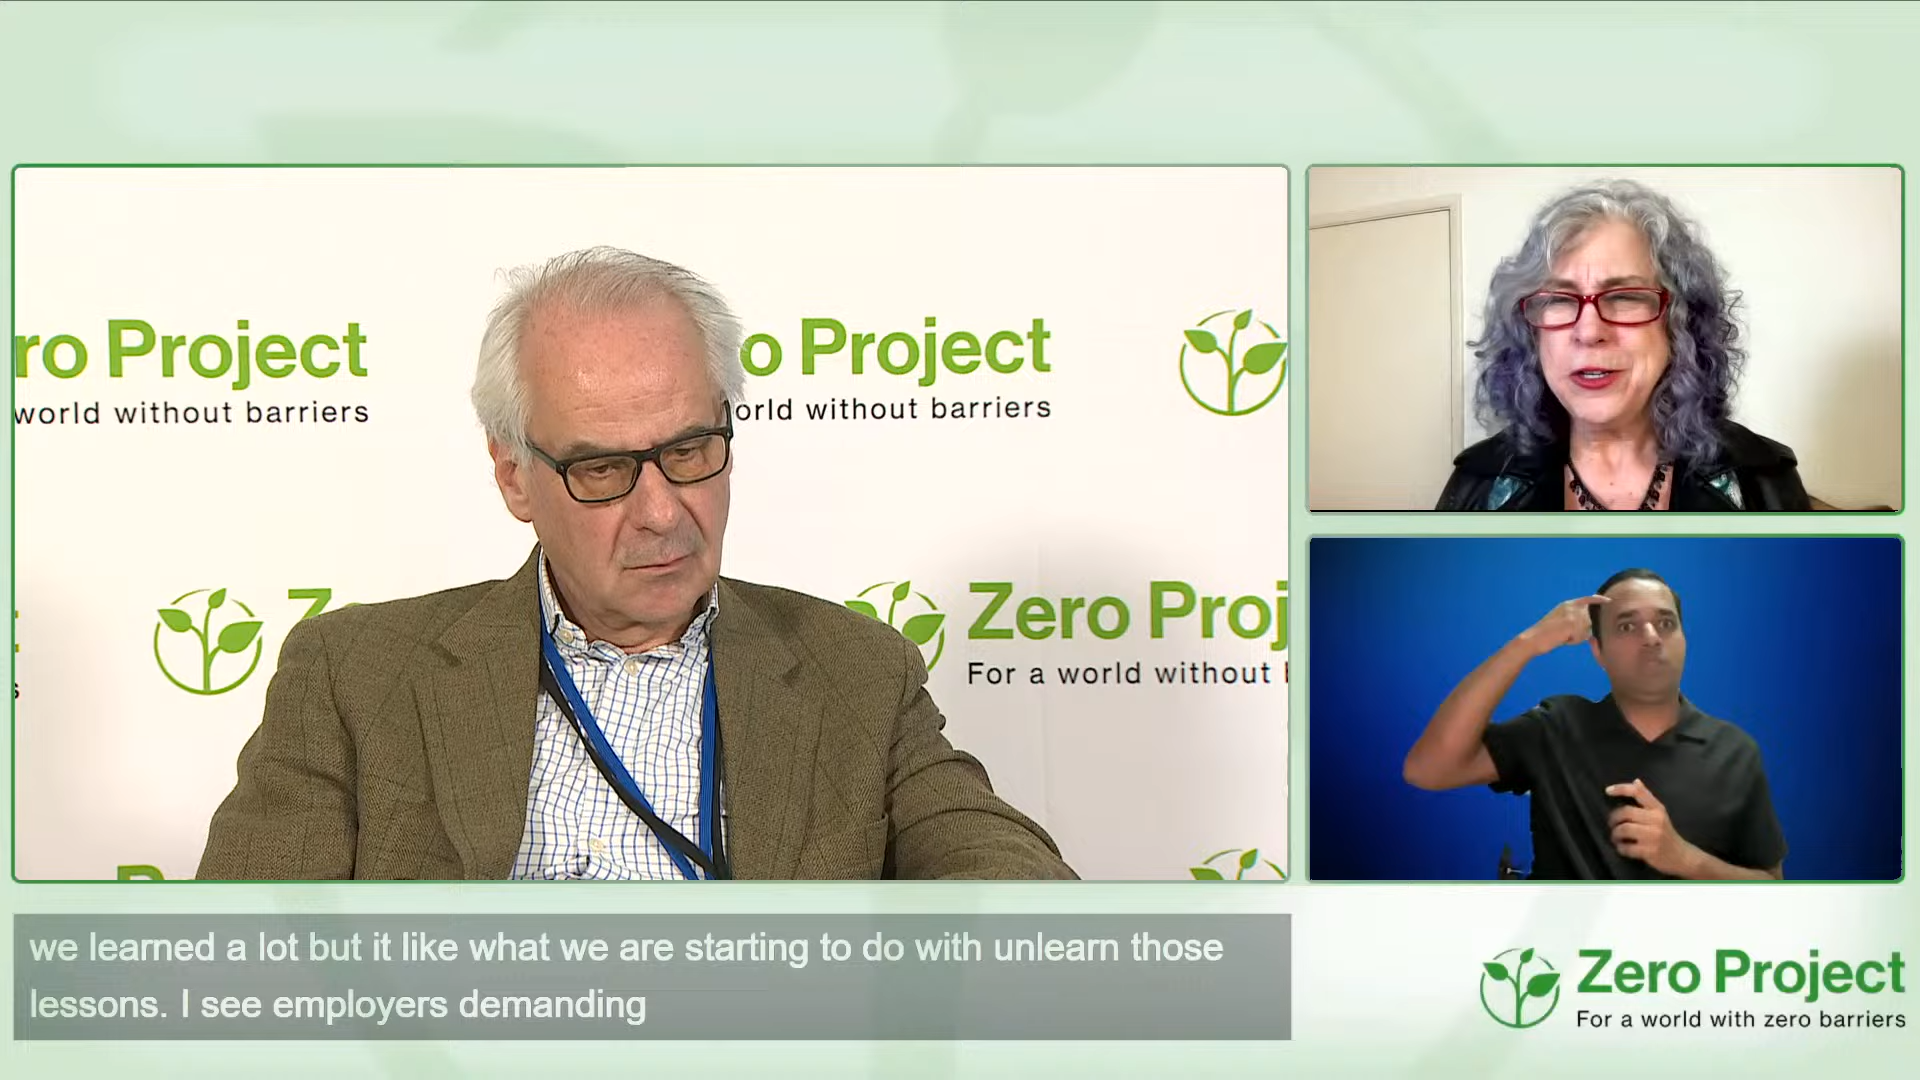 ro Project
world without barriers
o Project
orld without barriers
Zero Proj
For a world without
we learned a lot but it like what we are starting to do with unlearn those
lessons. I see employers demanding
Zero Project
For a world with zero barriers